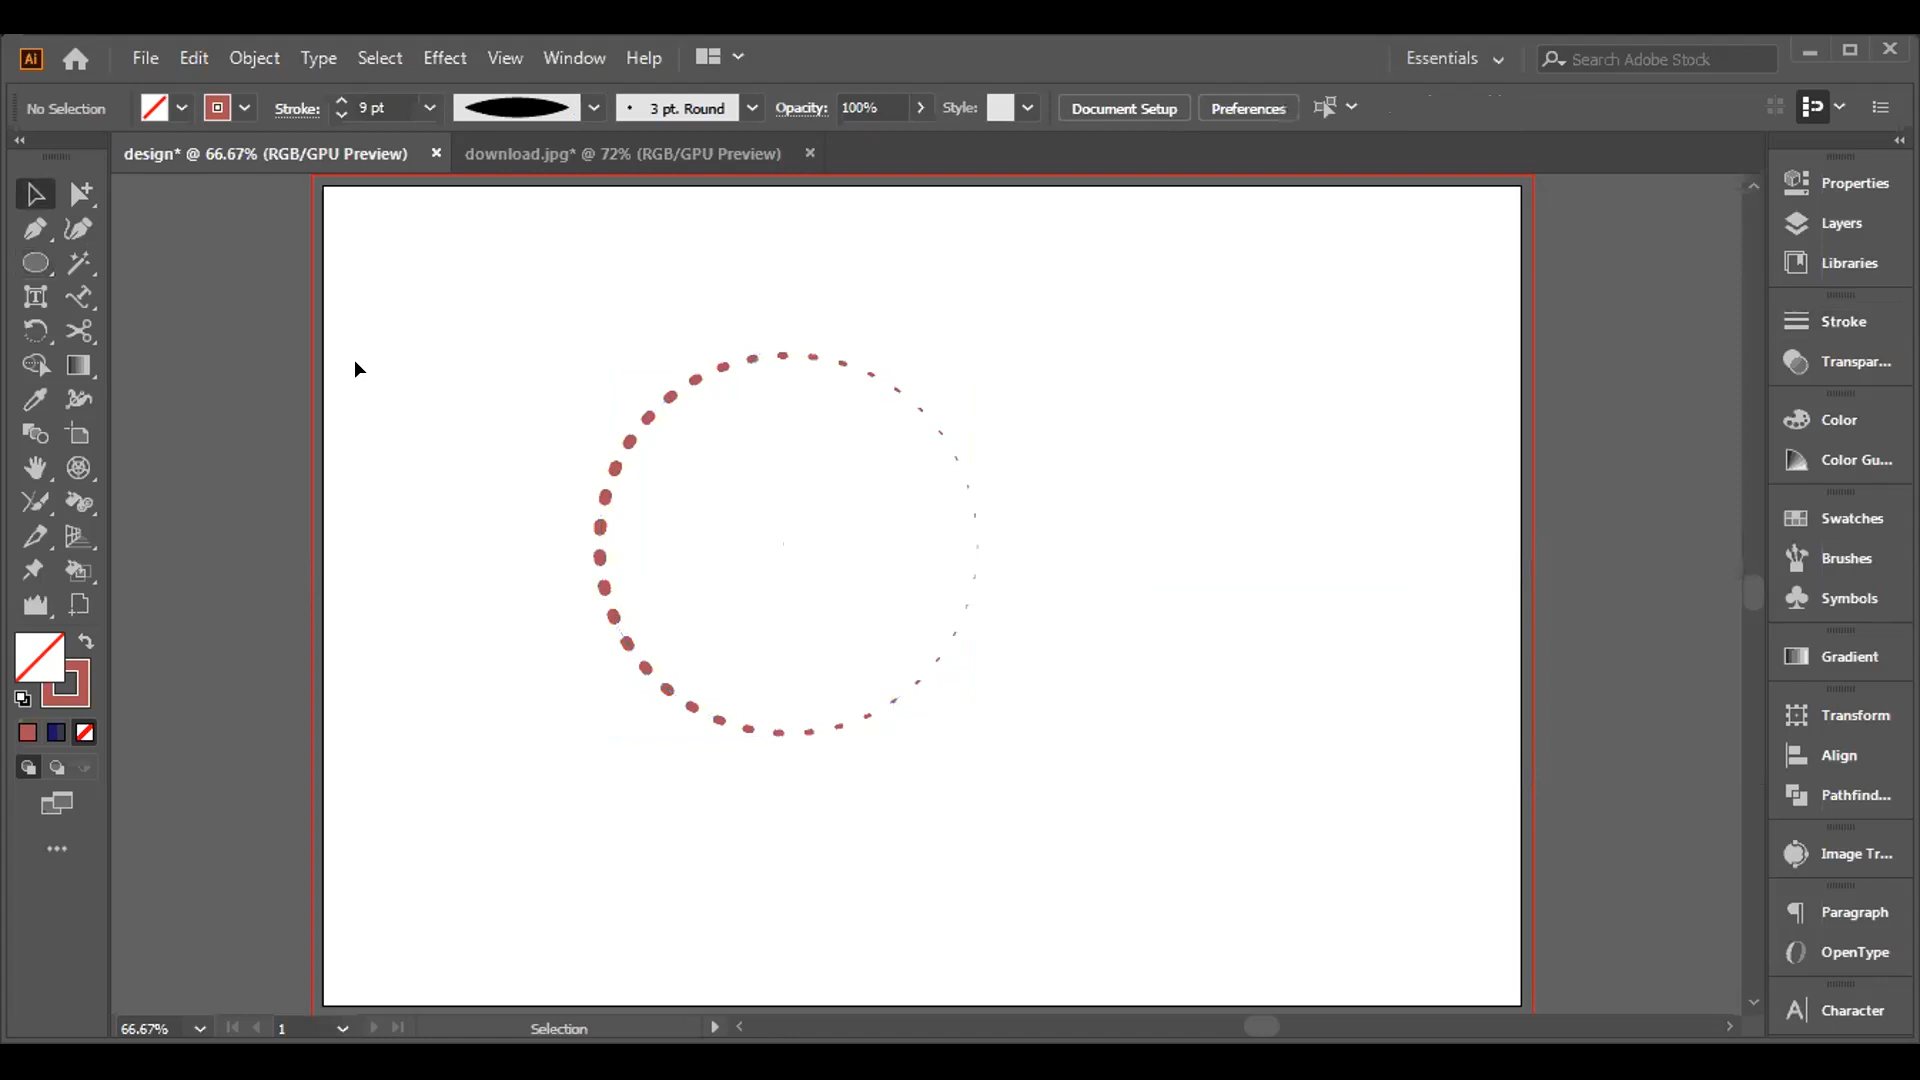 Ai File Edit Object Type Select Effect View Window Help Essentials Search Adobe Stock
No Selection Stroke: 9 pt 3 pt. Round Opacity: 100% Style: Document Setup Preferences
design* @ 66.67% (RGB/GPU Preview) download.jpg* @ 72% (RGB/GPU Preview)
Properties
Layers
Libraries
Stroke
Transpar...
Color
Color Gu...
Swatches
Brushes
Symbols
Gradient
Transform
Align
Pathfind...
Image Tr...
Paragraph
OpenType
Character
66.67% 1 Selection